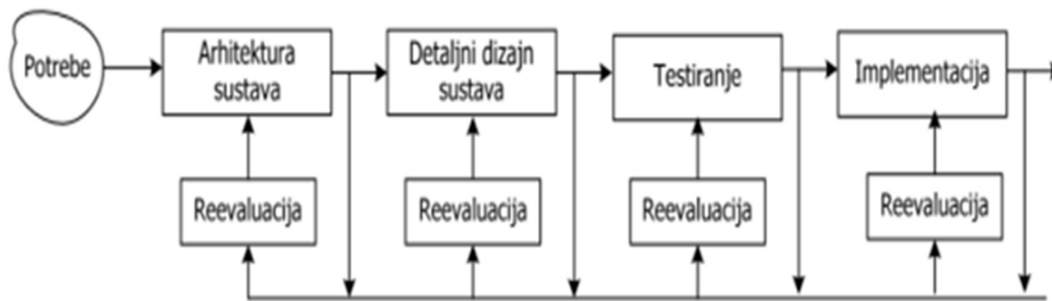 Potrebe
Arhitektura
sustava
Detaljni dizajn
sustava
Testiranje
Implementacija
Reevaluacija
Reevaluacija
Reevaluacija
Reevaluacija